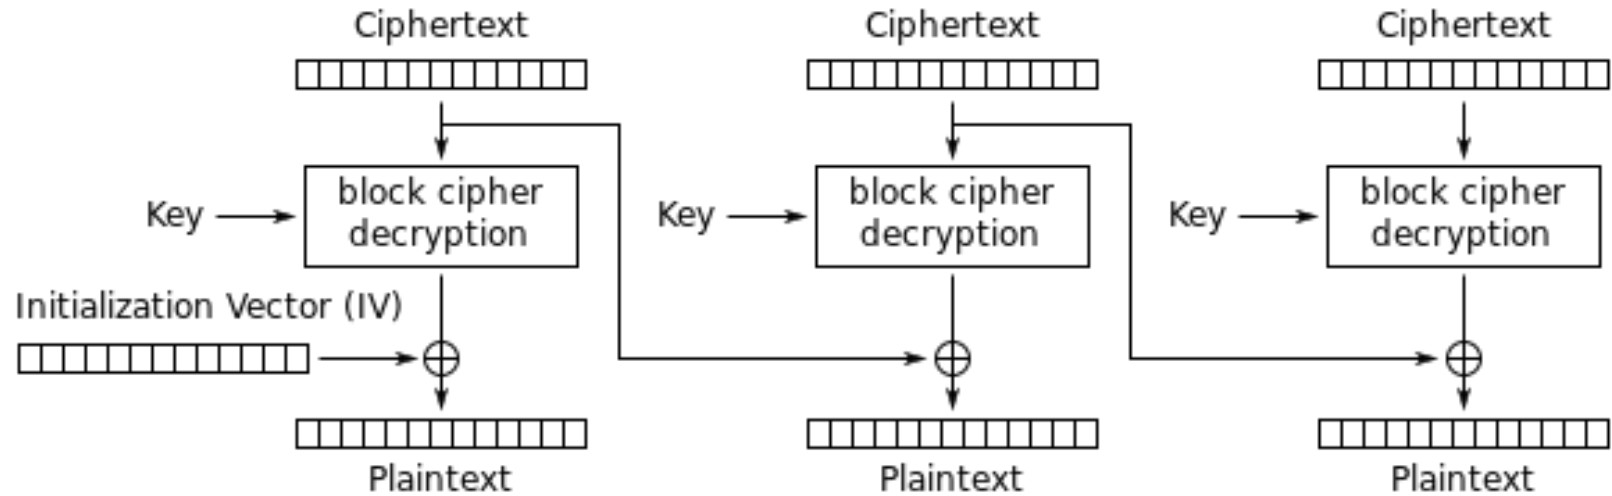 Ciphertext
Ciphertext
Ciphertext
Key
block cipher
decryption
Key
block cipher
decryption
Key
block cipher
decryption
Initialization Vector (IV)
Plaintext
Plaintext
Plaintext